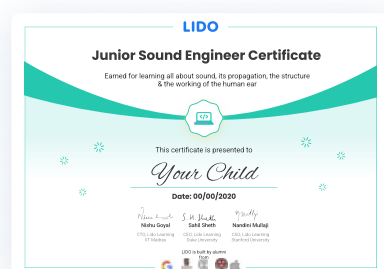 LIDO
Junior Sound Engineer Certificate
Earned for learning all about sound, its propagation, the structure
& the working of the human ear
</>
This certificate is presented to
Your Child
Date: 00/00/2020
Nishu Goyal
Sahil Sheth
Nandini Mullaji
CTO, Lido Learning
IIT Madras
CEO, Lido Learning
Duke University
CEO, Lido Learning
Stanford University
LIDO is built by alumni
from